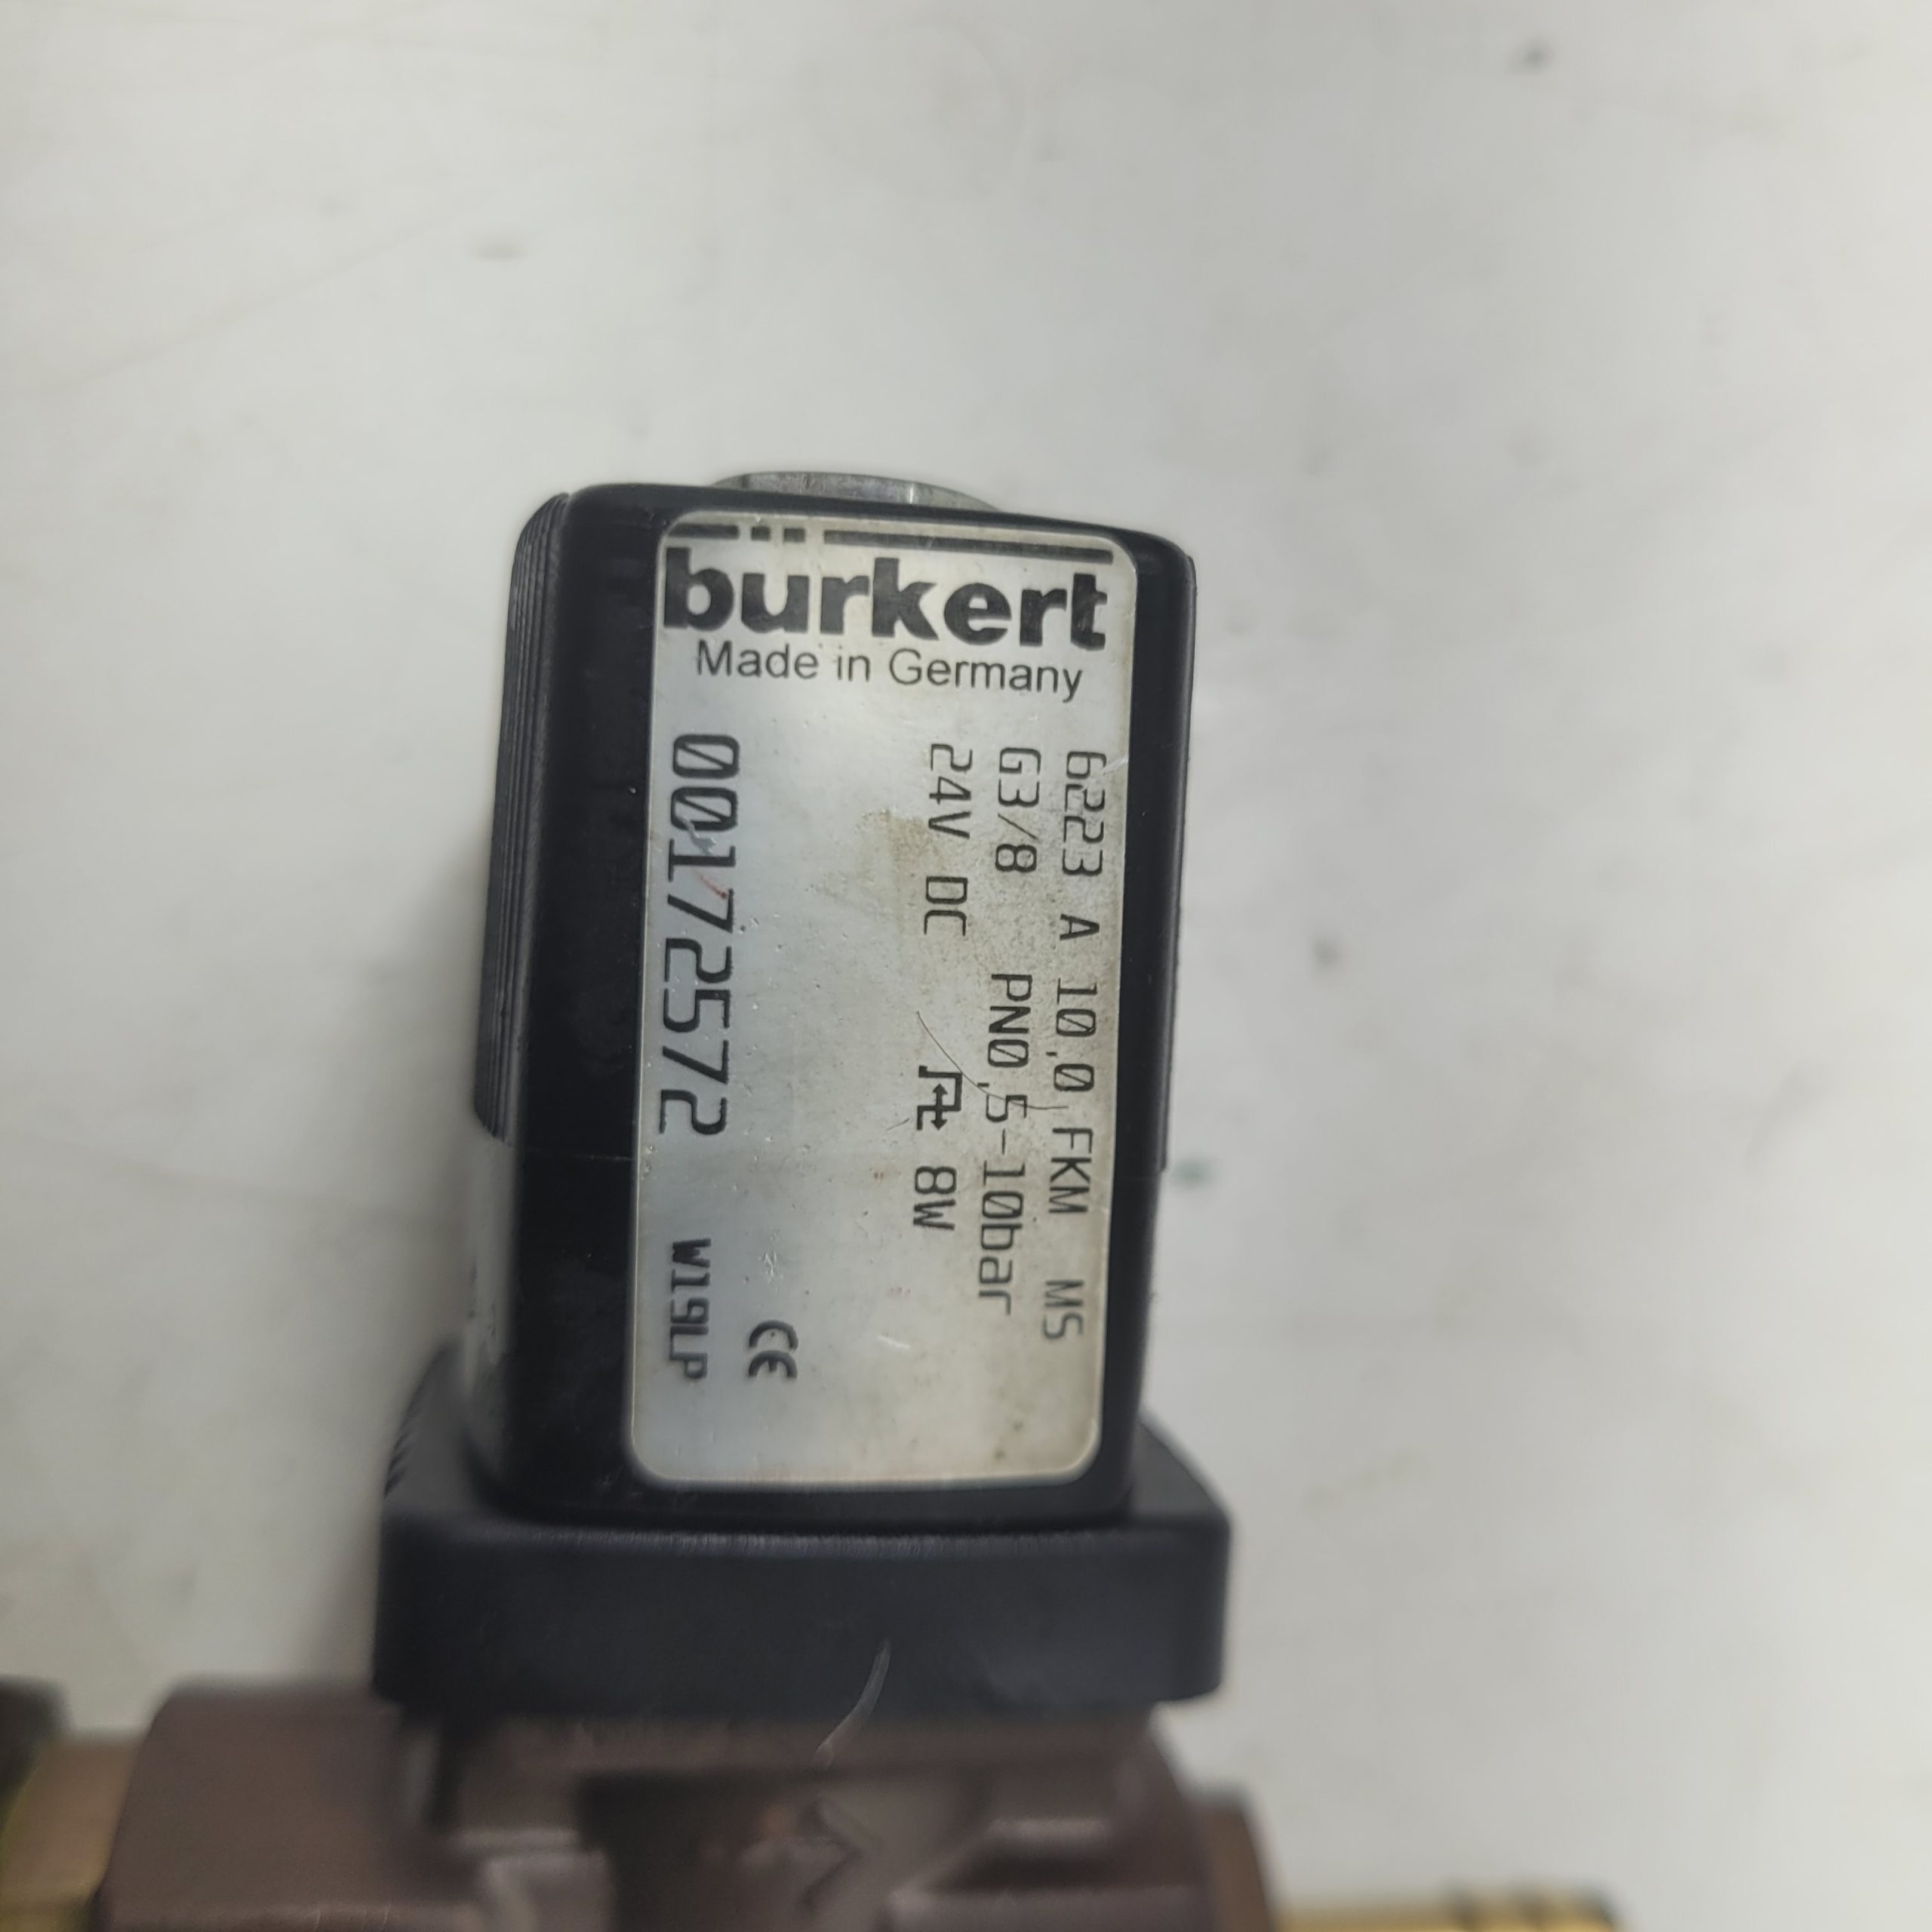 bürkert
Made in Germany
6223 A 10,0 FKM MS
G3/8 PN0,5-10bar
24V DC 8W
CE
00172572 W19LP